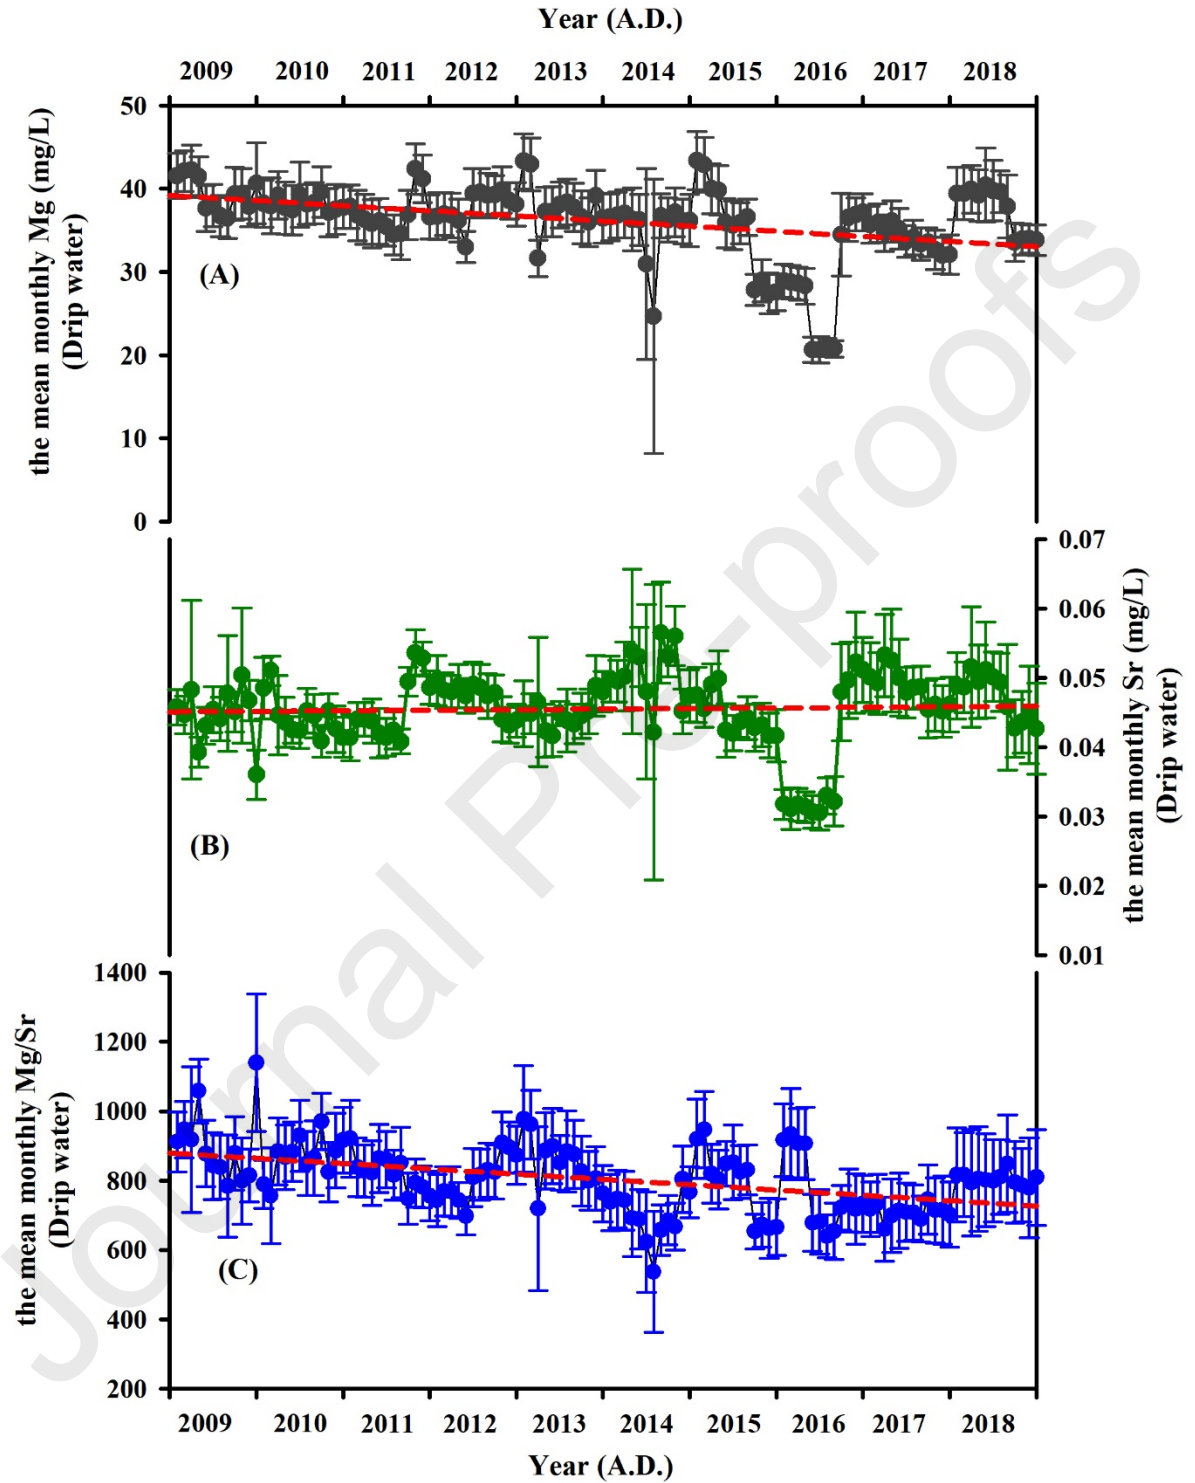 Year (A.D.)
2009 2010 2011 2012 2013 2014 2015 2016 2017 2018
the mean monthly Mg (mg/L)
(Drip water)
50
40
30
20
10
0
(A)
the mean monthly Sr (mg/L)
(Drip water)
0.07
0.06
0.05
0.04
0.03
0.02
0.01
(B)
the mean monthly Mg/Sr
(Drip water)
1400
1200
1000
800
600
400
200
(C)
2009 2010 2011 2012 2013 2014 2015 2016 2017 2018
Year (A.D.)
Journal Pre-proofs